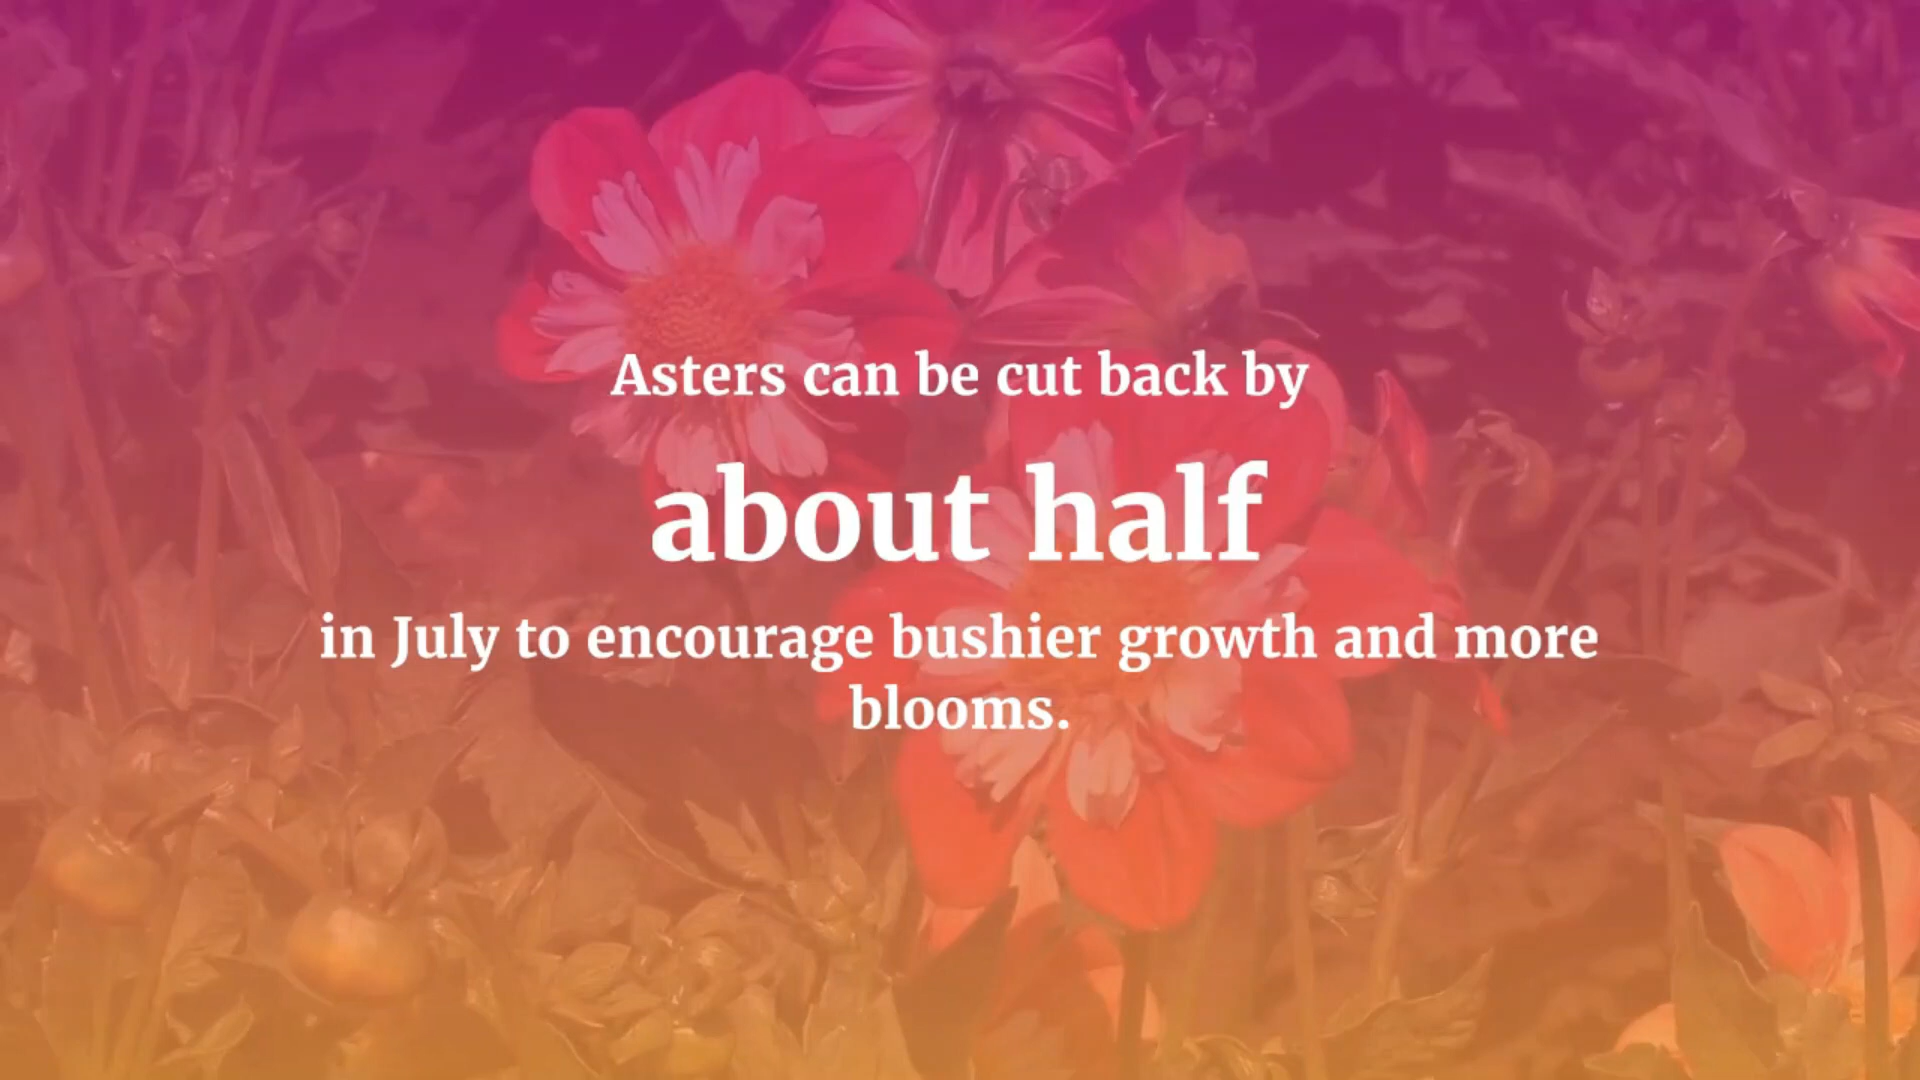 Asters can be cut back by
about half
in July to encourage bushier growth and more
blooms.